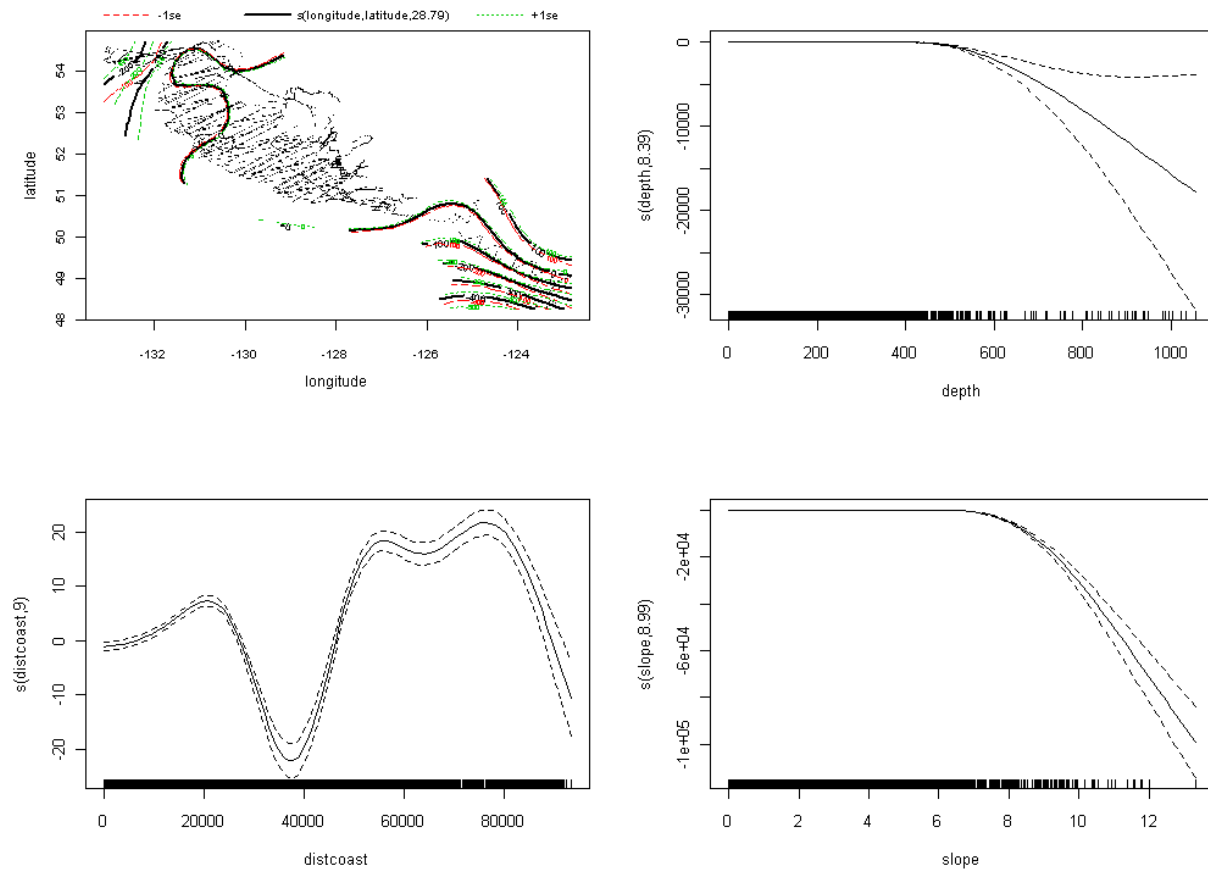 -1se s(longitude,latitude,28.79) +1se
latitude
48 49 50 51 52 53 54
-132 -130 -128 -126 -124
longitude
s(depth,8.39)
-30000 -20000 -10000 0
0 200 400 600 800 1000
depth
s(distcoast,9)
-20 -10 0 10 20
0 20000 40000 60000 80000
distcoast
s(slope,8.99)
-1e+05 -6e+04 -2e+04
0 2 4 6 8 10 12
slope